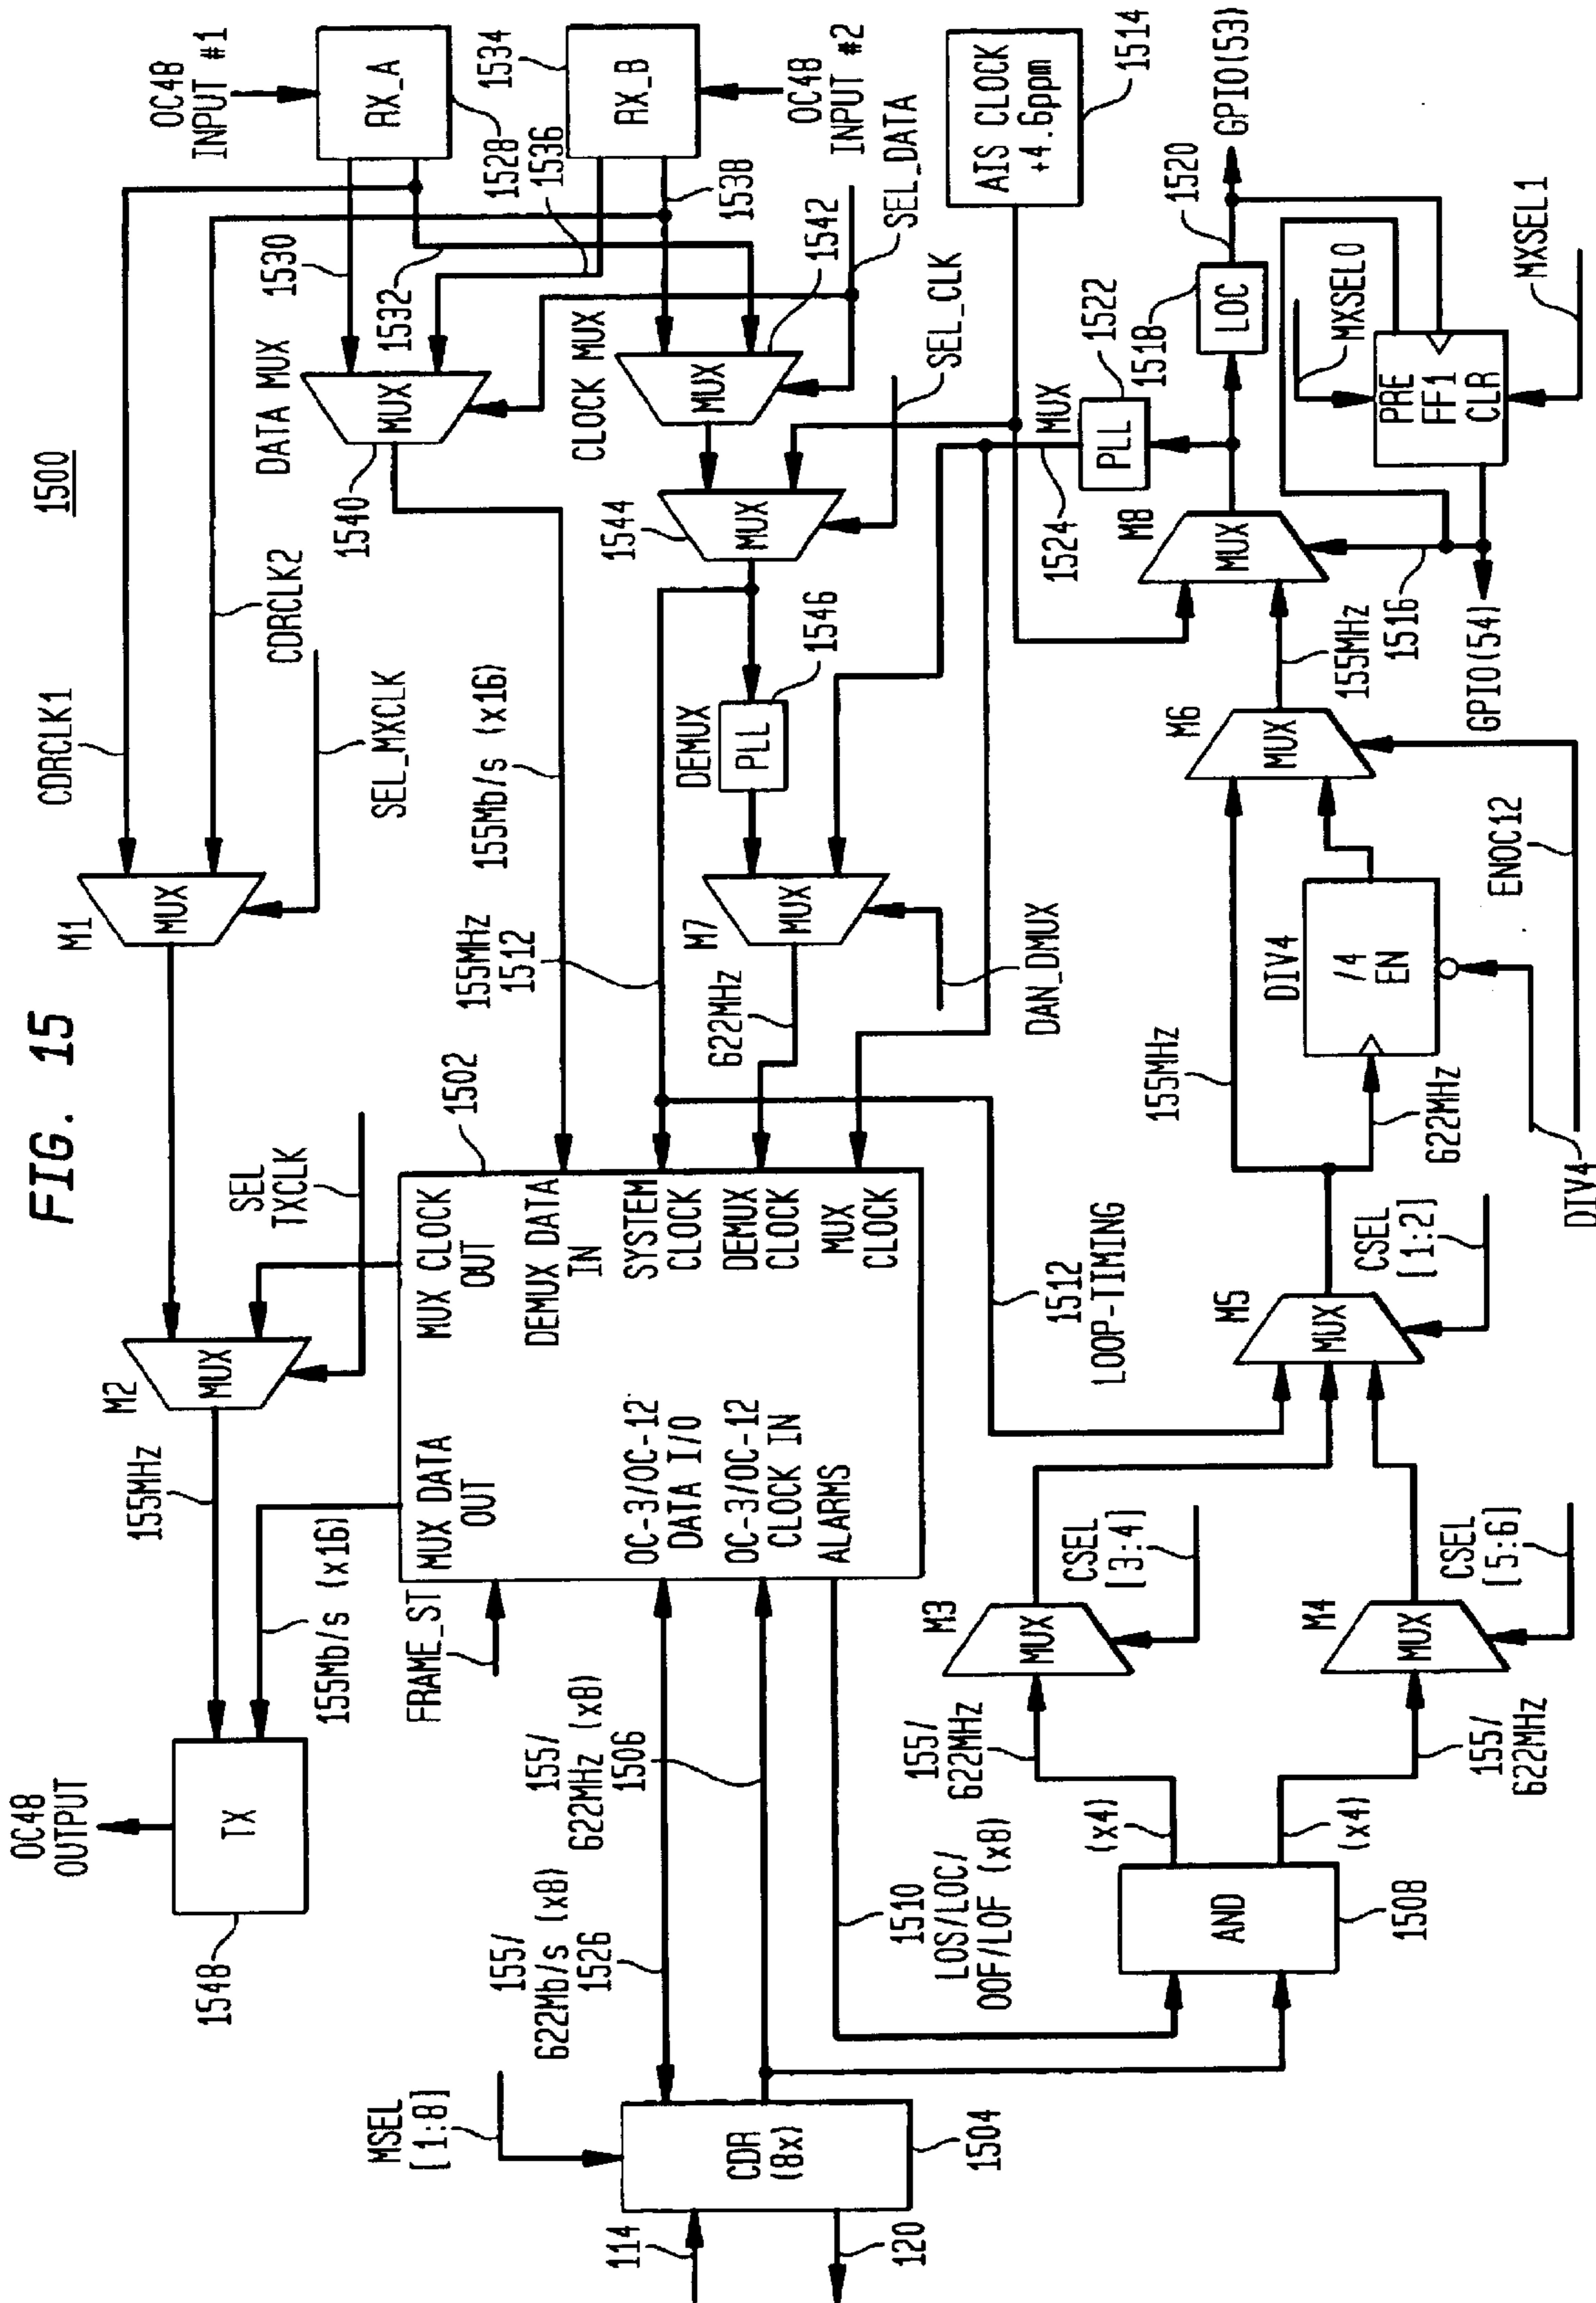 FIG. 15
1500
OC48
OUTPUT
TX
1548
155MHz
155Mb/s (x16)
M2
MUX
SEL
TXCLK
M1
MUX
CDRCLK1
CDRCLK2
SEL_MXCLK
OC48
INPUT #1
RX_A
1528
1530
1532
RX_B
1534
1536
1538
OC48
INPUT #2
SEL_DATA
DATA MUX
MUX
1540
CLOCK MUX
MUX
1542
1544
MUX
SEL_CLK
155Mb/s (x16)
155MHz
1512
DEMUX
PLL
1546
M7
MUX
622MHz
DAN_DMUX
AIS CLOCK
+4.6ppm
1514
FRAME_ST
1502
MUX DATA
OUT
MUX CLOCK
OUT
DEMUX DATA
IN
OC-3/OC-12
DATA I/O
SYSTEM
CLOCK
OC-3/OC-12
CLOCK IN
DEMUX
CLOCK
ALARMS
MUX
CLOCK
MSEL
[1:8]
CDR
(8x)
1504
114
120
155/
622Mb/s (x8)
1526
155/
622MHz (x8)
1506
1510
LOS/LOC/
OOF/LOF (x8)
AND
1508
(x4)
(x4)
155/
622MHz
155/
622MHz
M3
MUX
CSEL
[3:4]
M4
MUX
CSEL
[5:6]
1512
LOOP-TIMING
M5
MUX
CSEL
[1:2]
155MHz
622MHz
DIV4
/4
EN
DIV4
ENOC12
M6
MUX
155MHz
M8
MUX
1516
GPIO(54)
MUX
PLL
1522
1524
LOC
1518
1520
GPIO(53)
MXSEL0
PRE
FF1
CLR
MXSEL1